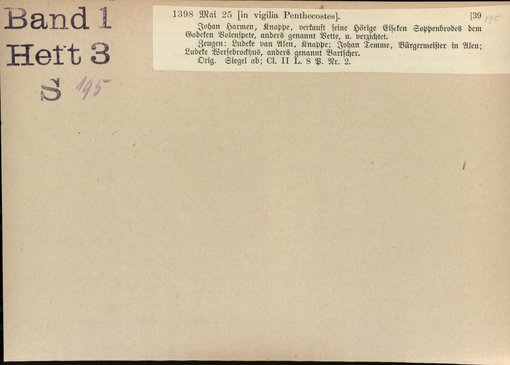 Band 1
Heft 3
S 195
1398 Mai 25 [in vigilia Penthecostes]. [39 195
Johan Harmen, Knappe, verkauft seine Hörige Elseken Soppenbrodes dem
Godeken Volenspete, anders genannt Vette, u. verzichtet.
Zeugen: Ludeke van Alen, Knappe; Johan Temme, Bürgermeister in Alen;
Ludeke Wersebrockhus, anders genannt Bartscher.
Orig. Siegel ab; Cl. II L. 8 P. Nr. 2.